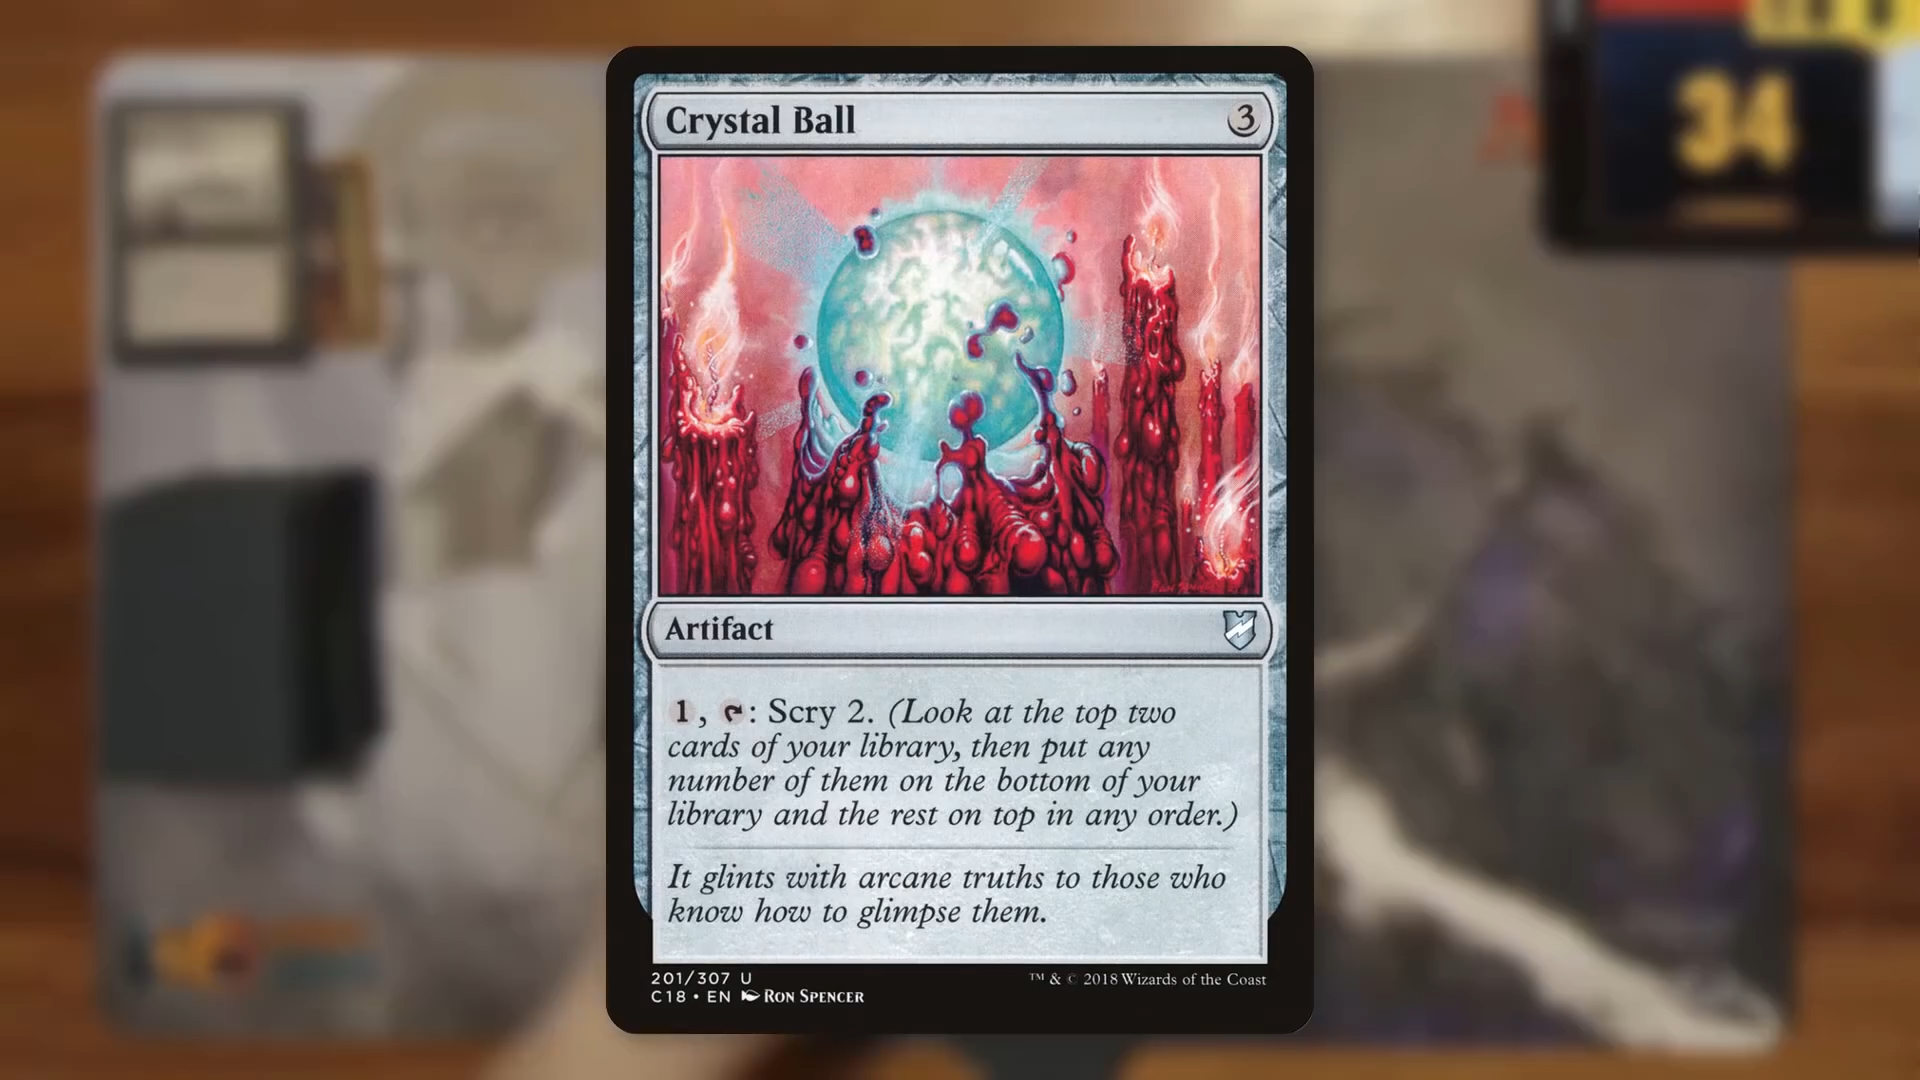 34
Crystal Ball 3
Artifact
1, : Scry 2. (Look at the top two
cards of your library, then put any
number of them on the bottom of your
library and the rest on top in any order.)
It glints with arcane truths to those who
know how to glimpse them.
201/307 U
™ & © 2018 Wizards of the Coast
C18 • EN Ron Spencer